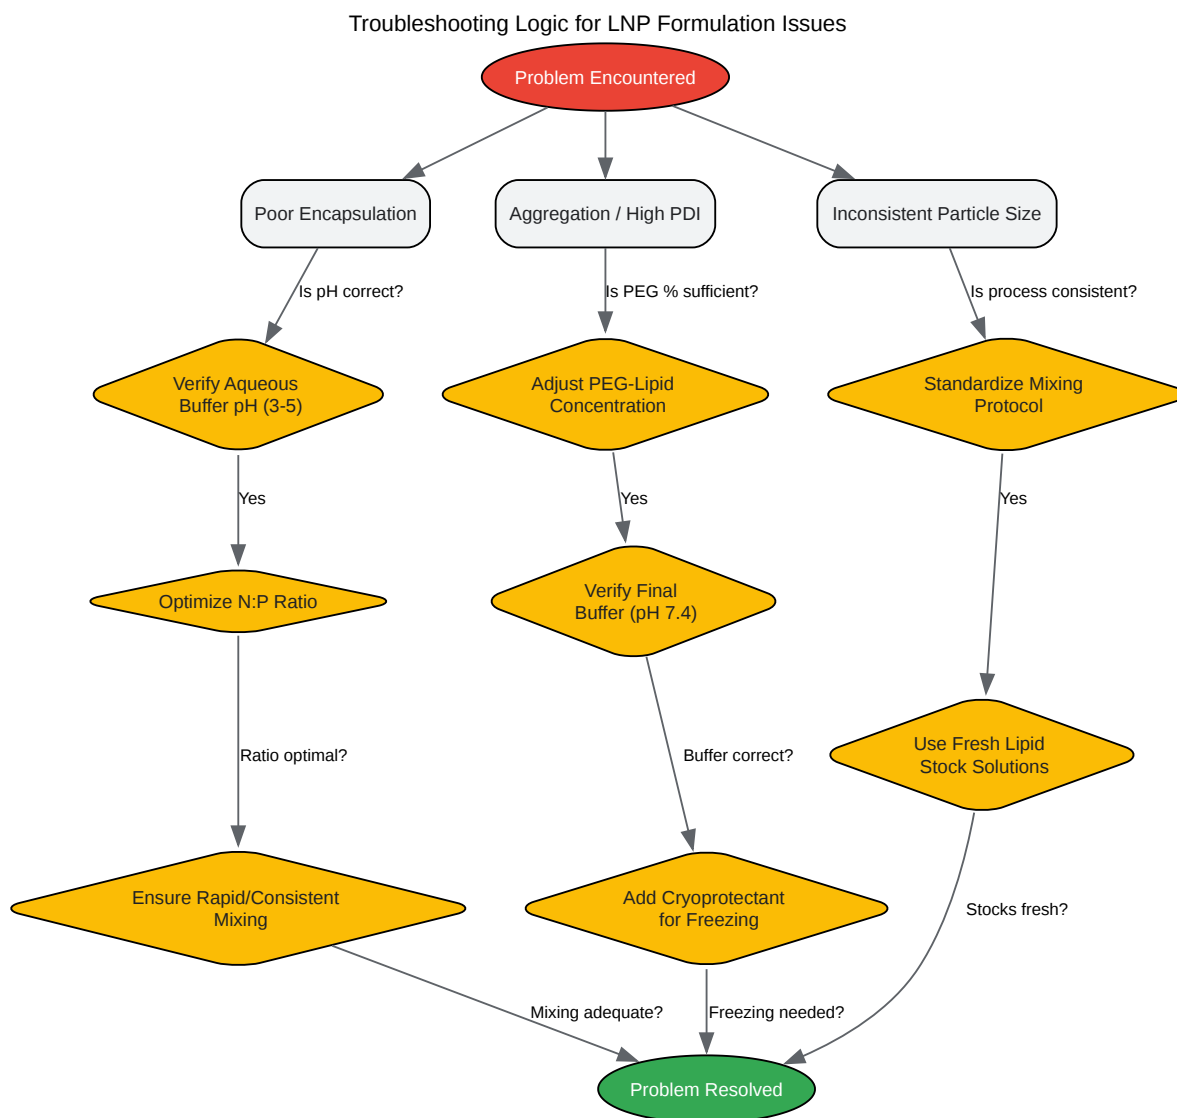 Troubleshooting Logic for LNP Formulation Issues
Problem Encountered
Poor Encapsulation
Aggregation / High PDI
Inconsistent Particle Size
Is pH correct?
Is PEG % sufficient?
Is process consistent?
Verify Aqueous
Buffer pH (3-5)
Adjust PEG-Lipid
Concentration
Standardize Mixing
Protocol
Yes
Yes
Yes
Optimize N:P Ratio
Verify Final
Buffer (pH 7.4)
Ratio optimal?
Buffer correct?
Use Fresh Lipid
Stock Solutions
Ensure Rapid/Consistent
Mixing
Add Cryoprotectant
for Freezing
Stocks fresh?
Mixing adequate?
Freezing needed?
Problem Resolved